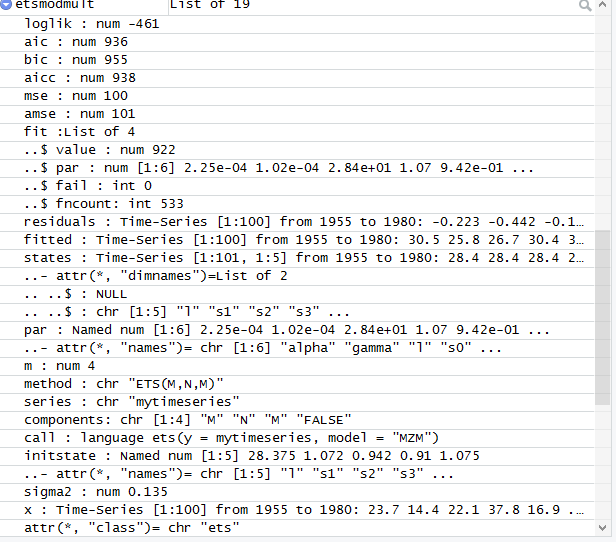 etsmodmult List of 19
loglik : num -461
aic : num 936
bic : num 955
aicc : num 938
mse : num 100
amse : num 101
fit :List of 4
..$ value : num 922
..$ par : num [1:6] 2.25e-04 1.02e-04 2.84e+01 1.07 9.42e-01 ...
..$ fail : int 0
..$ fncount: int 533
residuals : Time-Series [1:100] from 1955 to 1980: -0.223 -0.442 -0.1…
fitted : Time-Series [1:100] from 1955 to 1980: 30.5 25.8 26.7 30.4 3…
states : Time-Series [1:101, 1:5] from 1955 to 1980: 28.4 28.4 28.4 2…
..- attr(*, "dimnames")=List of 2
.. ..$ : NULL
.. ..$ : chr [1:5] "l" "s1" "s2" "s3" ...
par : Named num [1:6] 2.25e-04 1.02e-04 2.84e+01 1.07 9.42e-01 ...
..- attr(*, "names")= chr [1:6] "alpha" "gamma" "l" "s0" ...
m : num 4
method : chr "ETS(M,N,M)"
series : chr "mytimeseries"
components: chr [1:4] "M" "N" "M" "FALSE"
call : language ets(y = mytimeseries, model = "MZM")
initstate : Named num [1:5] 28.375 1.072 0.942 0.91 1.075
..- attr(*, "names")= chr [1:5] "l" "s1" "s2" "s3" ...
sigma2 : num 0.135
x : Time-Series [1:100] from 1955 to 1980: 23.7 14.4 22.1 37.8 16.9 .…
attr(*, "class")= chr "ets"